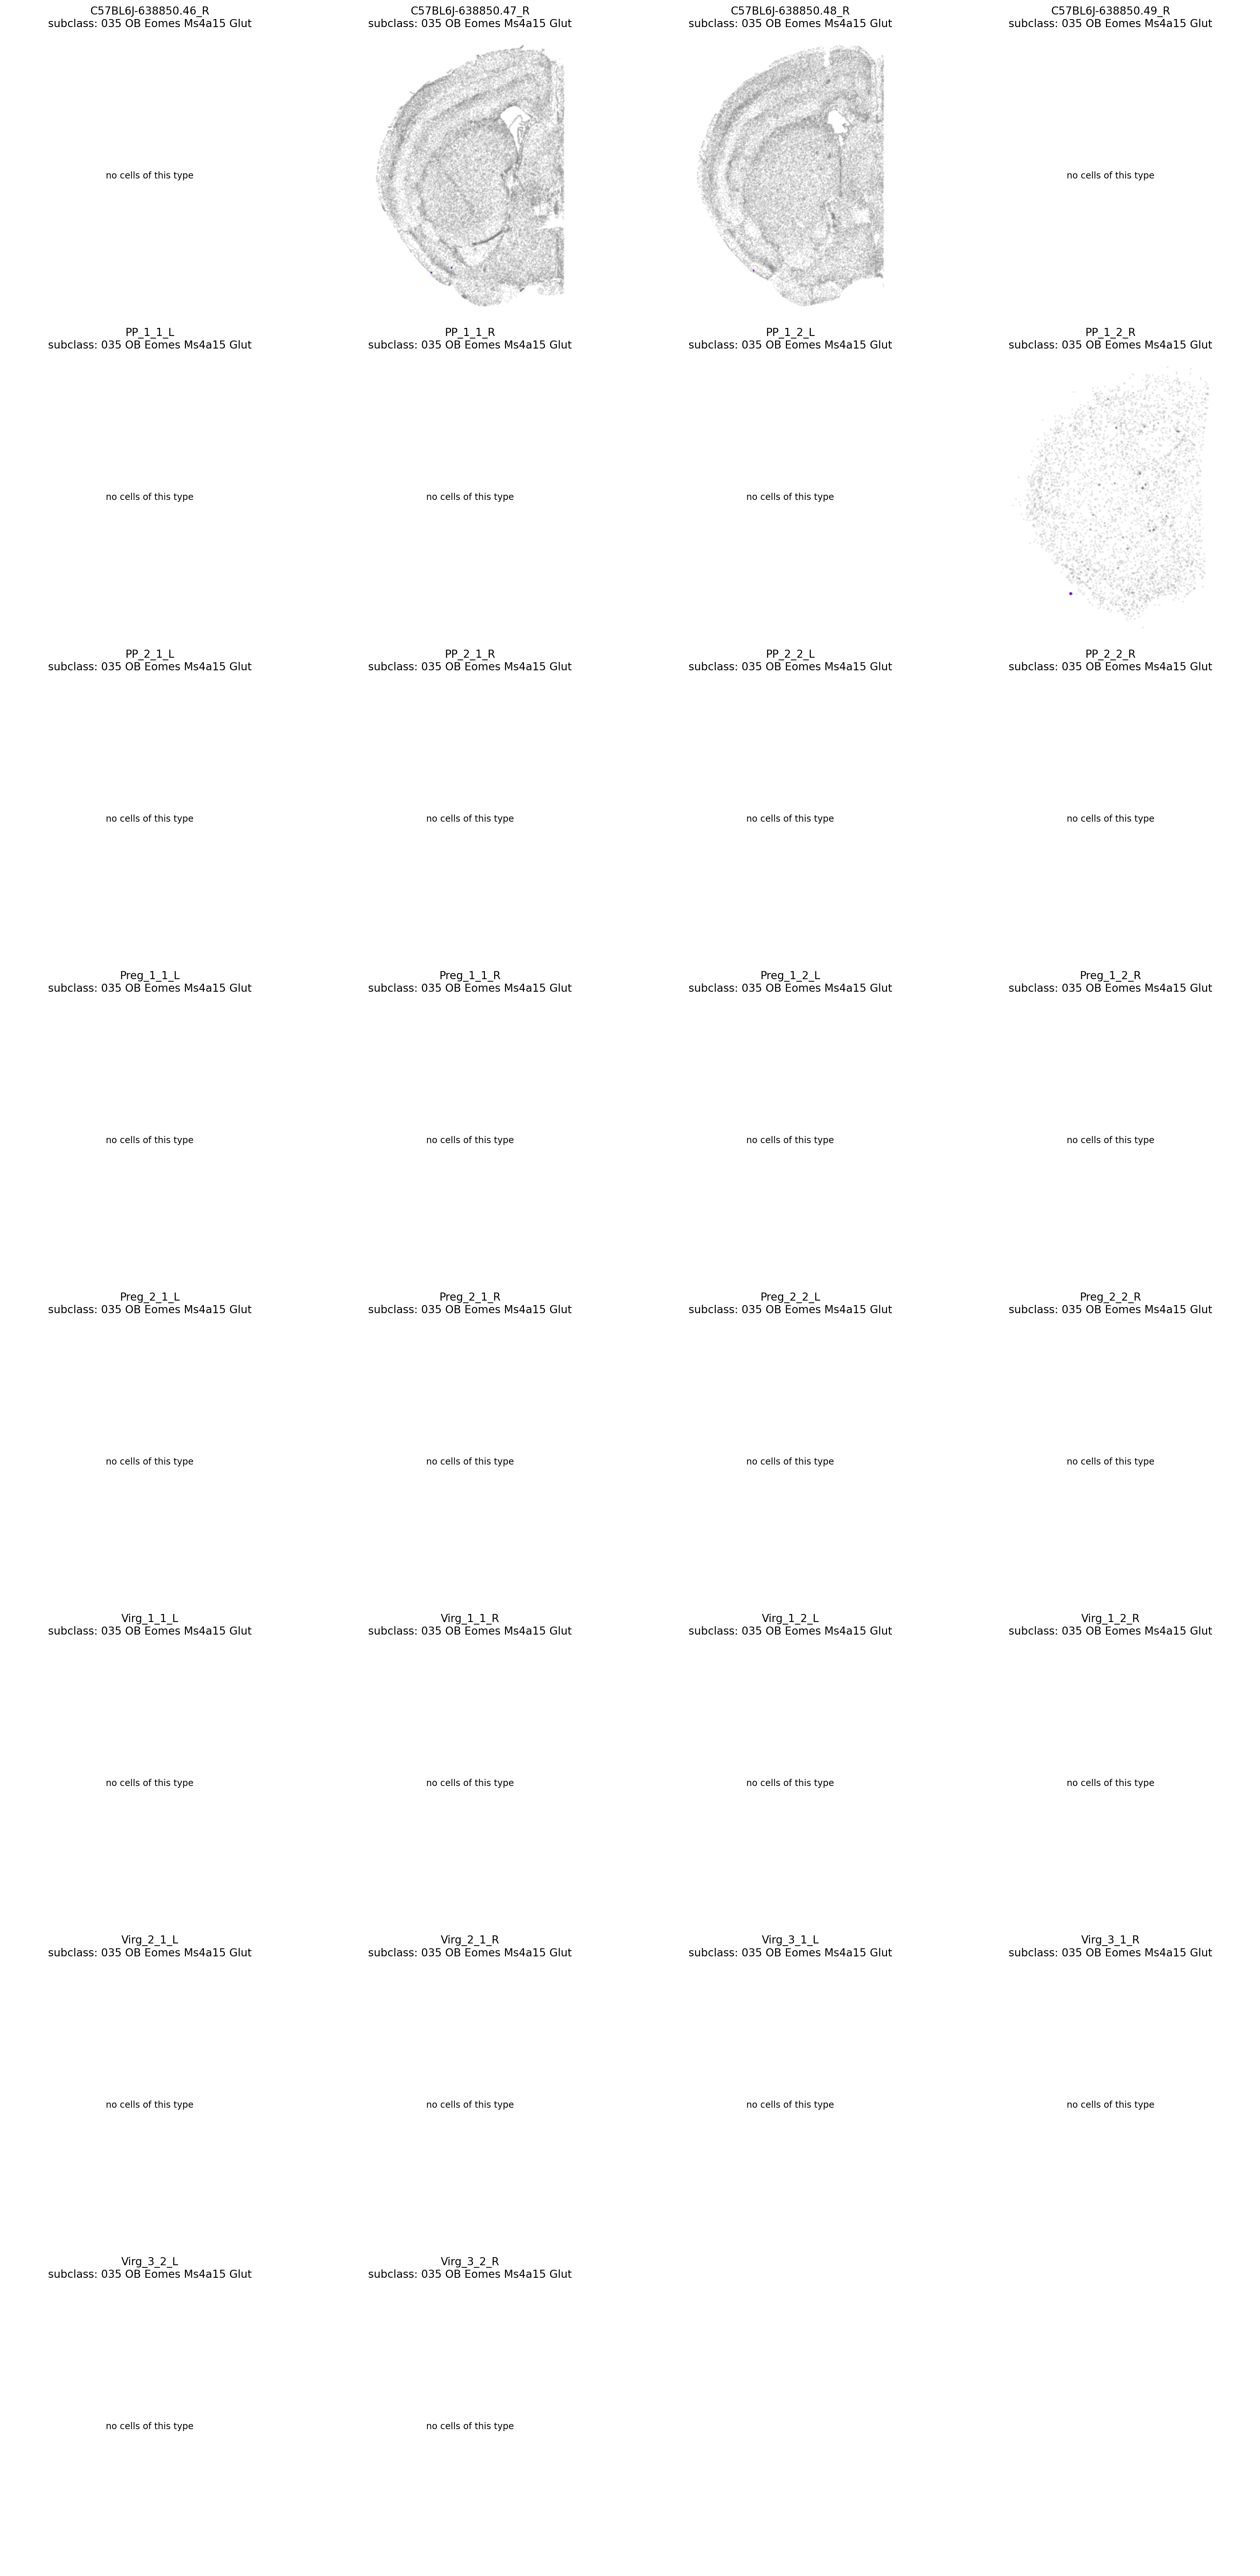 C57BL6J-638850.46_R
subclass: 035 OB Eomes Ms4a15 Glut
no cells of this type
C57BL6J-638850.47_R
subclass: 035 OB Eomes Ms4a15 Glut
C57BL6J-638850.48_R
subclass: 035 OB Eomes Ms4a15 Glut
C57BL6J-638850.49_R
subclass: 035 OB Eomes Ms4a15 Glut
no cells of this type
PP_1_1_L
subclass: 035 OB Eomes Ms4a15 Glut
no cells of this type
PP_1_1_R
subclass: 035 OB Eomes Ms4a15 Glut
no cells of this type
PP_1_2_L
subclass: 035 OB Eomes Ms4a15 Glut
no cells of this type
PP_1_2_R
subclass: 035 OB Eomes Ms4a15 Glut
PP_2_1_L
subclass: 035 OB Eomes Ms4a15 Glut
no cells of this type
PP_2_1_R
subclass: 035 OB Eomes Ms4a15 Glut
no cells of this type
PP_2_2_L
subclass: 035 OB Eomes Ms4a15 Glut
no cells of this type
PP_2_2_R
subclass: 035 OB Eomes Ms4a15 Glut
no cells of this type
Preg_1_1_L
subclass: 035 OB Eomes Ms4a15 Glut
no cells of this type
Preg_1_1_R
subclass: 035 OB Eomes Ms4a15 Glut
no cells of this type
Preg_1_2_L
subclass: 035 OB Eomes Ms4a15 Glut
no cells of this type
Preg_1_2_R
subclass: 035 OB Eomes Ms4a15 Glut
no cells of this type
Preg_2_1_L
subclass: 035 OB Eomes Ms4a15 Glut
no cells of this type
Preg_2_1_R
subclass: 035 OB Eomes Ms4a15 Glut
no cells of this type
Preg_2_2_L
subclass: 035 OB Eomes Ms4a15 Glut
no cells of this type
Preg_2_2_R
subclass: 035 OB Eomes Ms4a15 Glut
no cells of this type
Virg_1_1_L
subclass: 035 OB Eomes Ms4a15 Glut
no cells of this type
Virg_1_1_R
subclass: 035 OB Eomes Ms4a15 Glut
no cells of this type
Virg_1_2_L
subclass: 035 OB Eomes Ms4a15 Glut
no cells of this type
Virg_1_2_R
subclass: 035 OB Eomes Ms4a15 Glut
no cells of this type
Virg_2_1_L
subclass: 035 OB Eomes Ms4a15 Glut
no cells of this type
Virg_2_1_R
subclass: 035 OB Eomes Ms4a15 Glut
no cells of this type
Virg_3_1_L
subclass: 035 OB Eomes Ms4a15 Glut
no cells of this type
Virg_3_1_R
subclass: 035 OB Eomes Ms4a15 Glut
no cells of this type
Virg_3_2_L
subclass: 035 OB Eomes Ms4a15 Glut
no cells of this type
Virg_3_2_R
subclass: 035 OB Eomes Ms4a15 Glut
no cells of this type